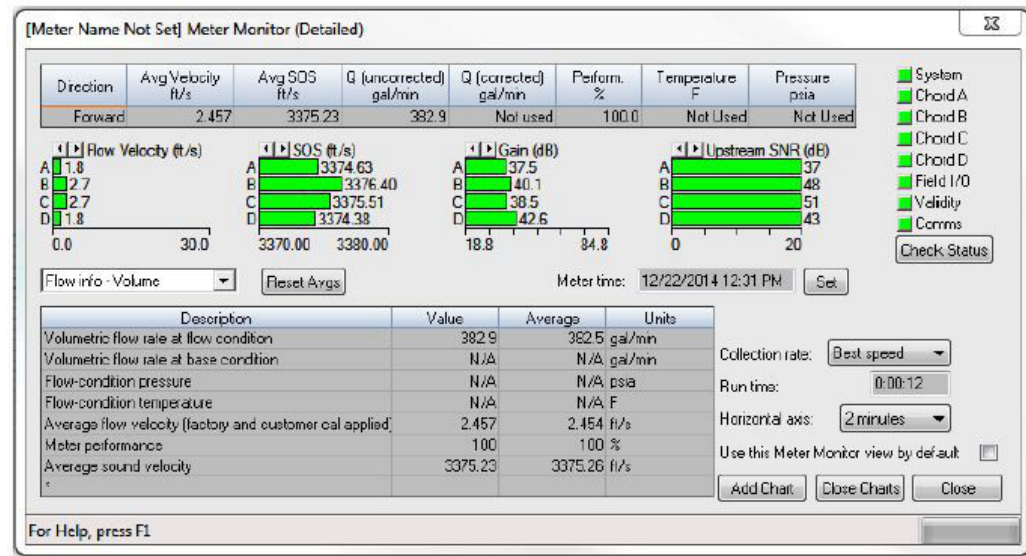 [Meter Name Not Set] Meter Monitor (Detailed)
Direction Avg Velocity ft/s Avg SOS ft/s Q (uncorrected) gal/min Q (corrected) gal/min Perform. % Temperature F Pressure psia
Forward 2.457 3375.23 382.9 Not used 100.0 Not Used Not Used
System
Chord A
Chord B
Chord C
Chord D
Field I/O
Validity
Comms
Check Status
Flow Velocity (ft/s)
A 1.8
B 2.7
C 2.7
D 1.8
0.0 30.0
SOS (ft/s)
A 3374.63
B 3376.40
C 3375.51
D 3374.38
3370.00 3380.00
Gain (dB)
A 37.5
B 40.1
C 38.5
D 42.6
18.8 84.8
Upstream SNR (dB)
A 37
B 48
C 51
D 43
0 20
Flow info - Volume Reset Avgs Meter time: 12/22/2014 12:31 PM Set
Description Value Average Units
Volumetric flow rate at flow condition 382.9 382.5 gal/min
Volumetric flow rate at base condition N/A N/A gal/min
Flow-condition pressure N/A N/A psia
Flow-condition temperature N/A N/A F
Average flow velocity (factory and customer cal applied) 2.457 2.454 ft/s
Meter performance 100 100 %
Average sound velocity 3375.23 3375.26 ft/s
Collection rate: Best speed
Run time: 0:00:12
Horizontal axis: 2 minutes
Use this Meter Monitor view by default
Add Chart Close Charts Close
For Help, press F1